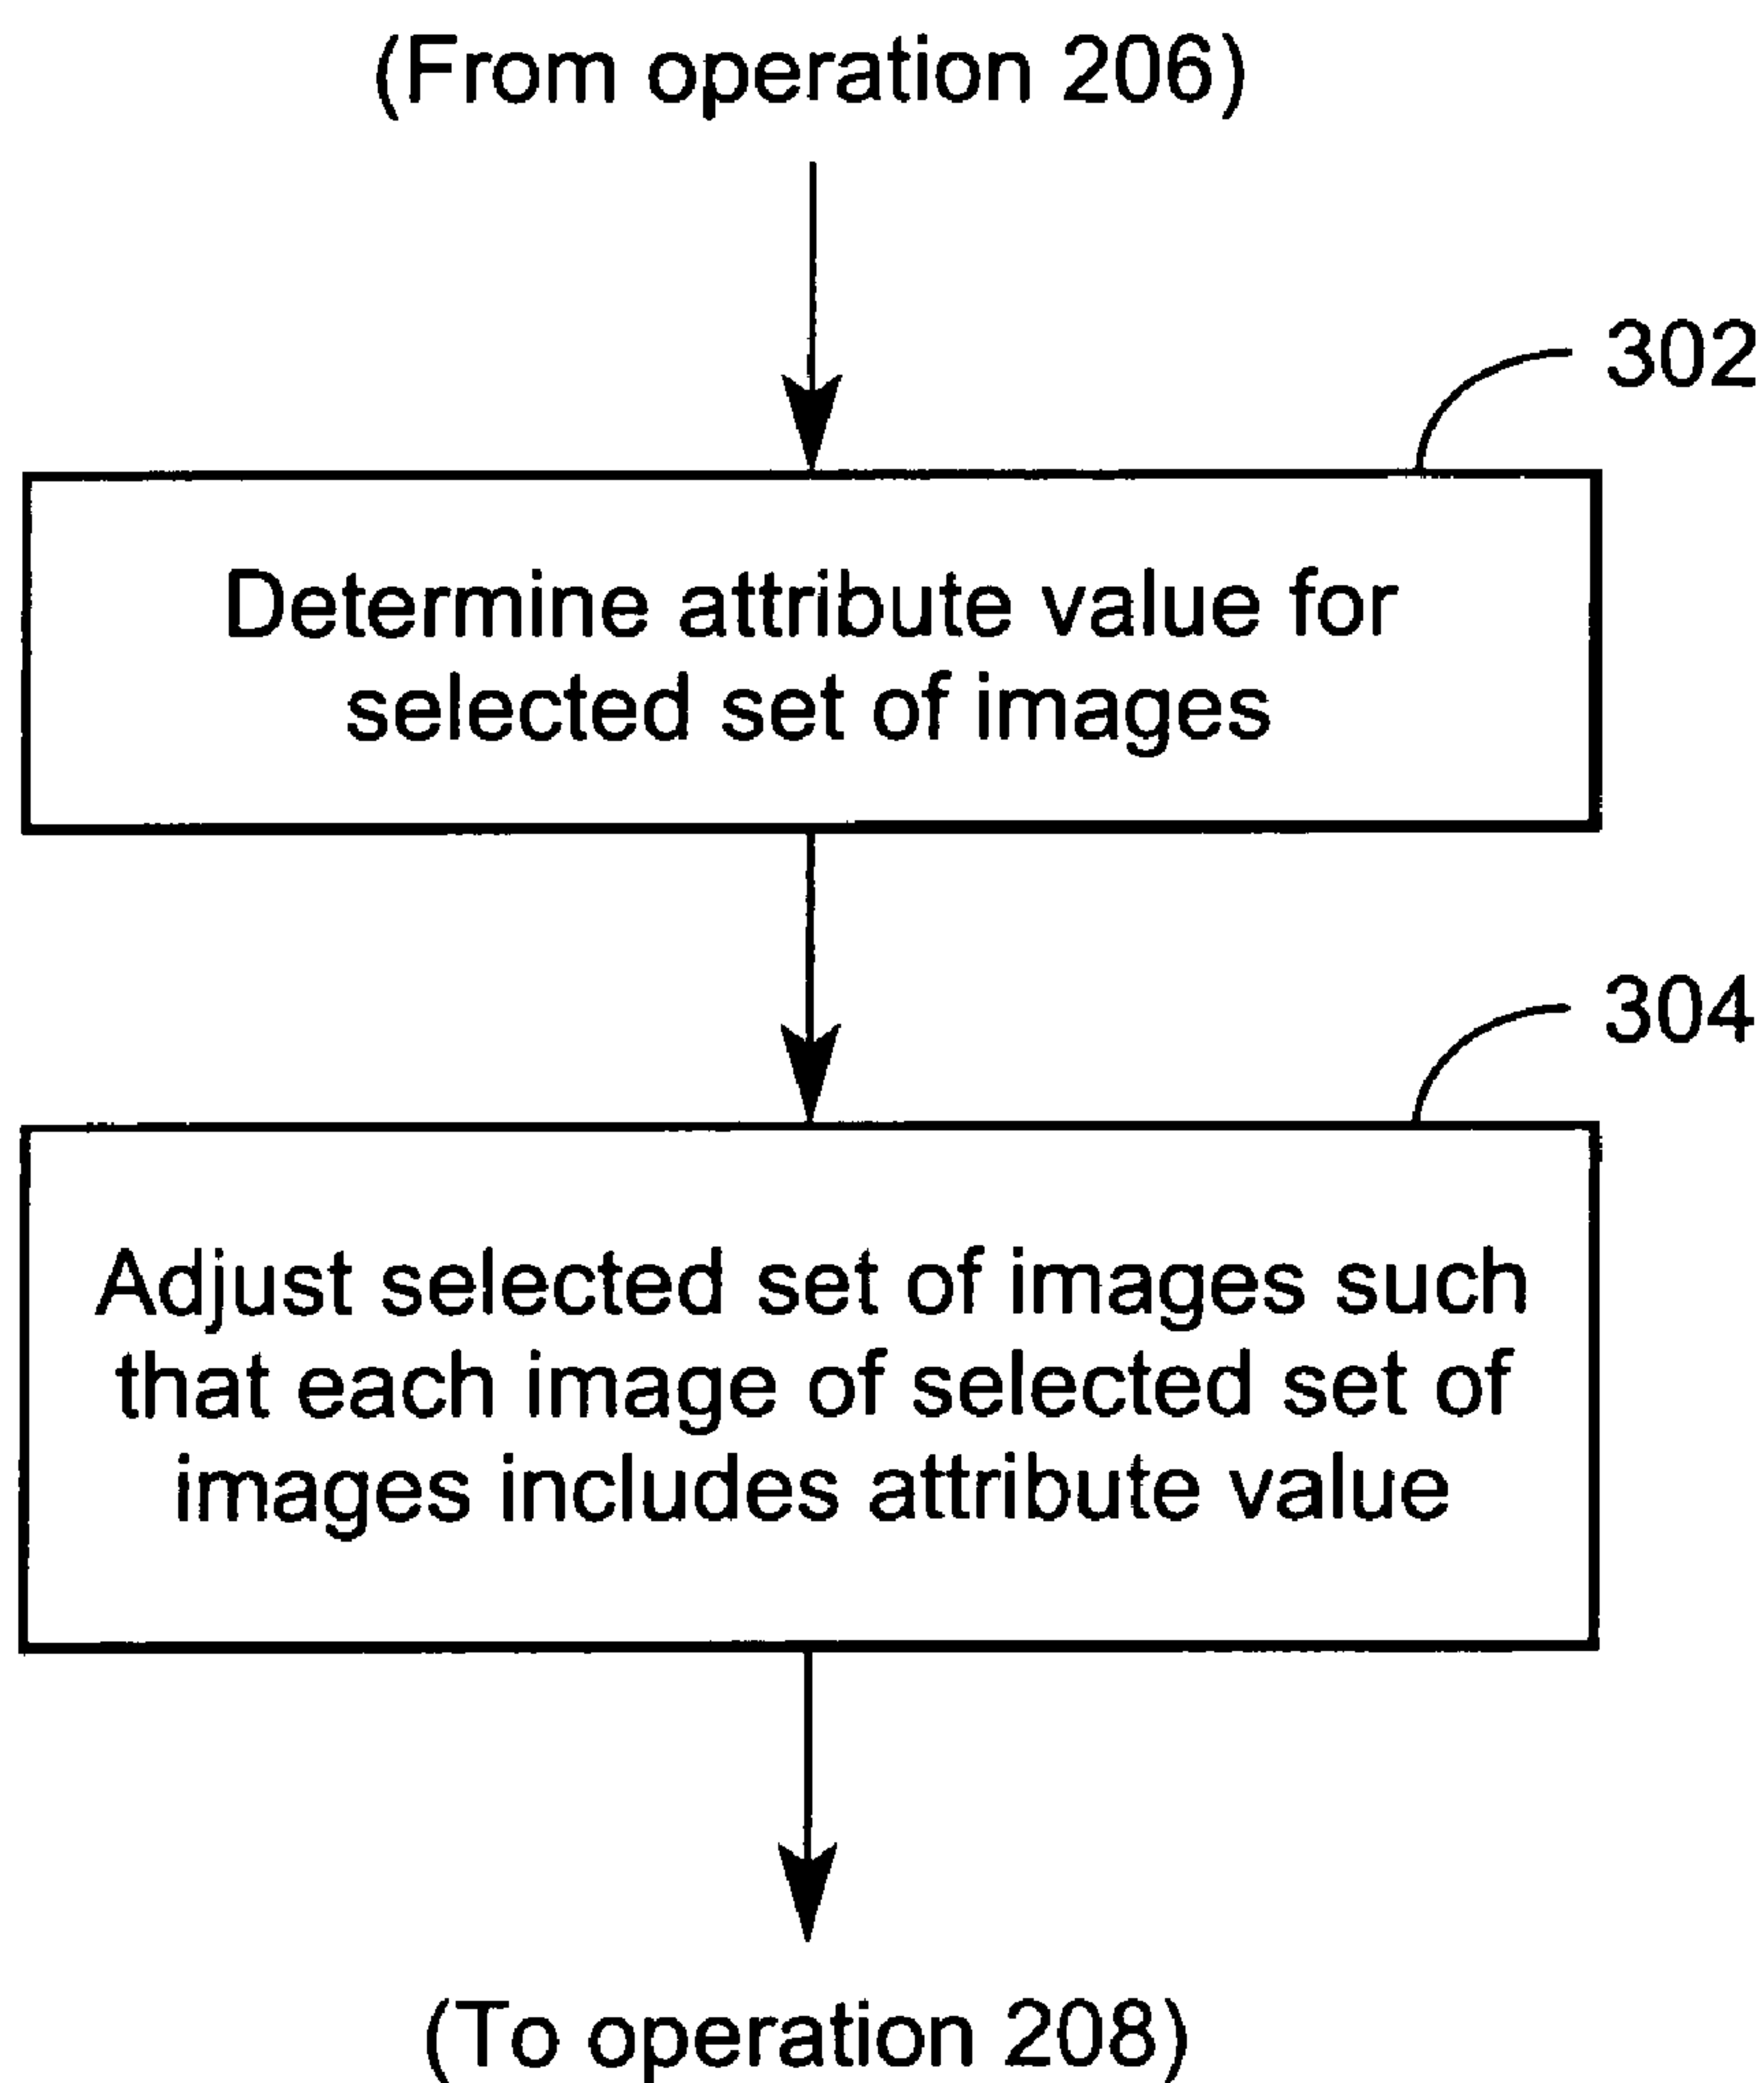 (From operation 206)
302
Determine attribute value for
selected set of images
304
Adjust selected set of images such
that each image of selected set of
images includes attribute value
(To operation 208)